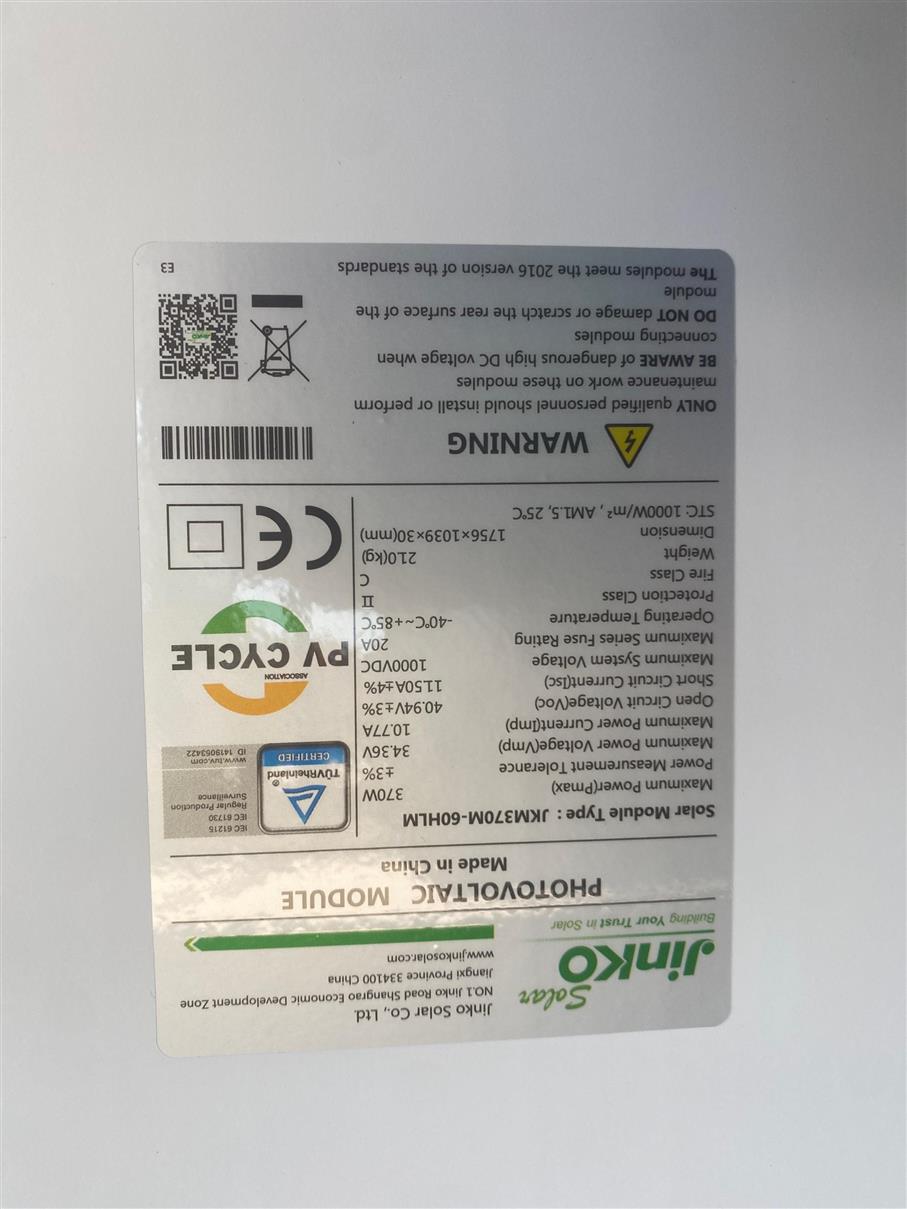 Jinko Solar
Building Your Trust in Solar
Jinko Solar Co., Ltd.
NO.1 Jinko Road Shangrao Economic Development Zone
Jiangxi Province 334100 China
www.jinkosolar.com
PHOTOVOLTAIC MODULE
Made in China
Solar Module Type : JKM370M-60HLM
Maximum Power(Pmax) 370W
Power Measurement Tolerance ±3%
Maximum Power Voltage(Vmp) 34.36V
Maximum Power Current(Imp) 10.77A
Open Circuit Voltage(Voc) 40.94V±3%
Short Circuit Current(Isc) 11.50A±4%
Maximum System Voltage 1000VDC
Maximum Series Fuse Rating 20A
Operating Temperature -40℃~+85℃
Protection Class II
Fire Class C
Weight 21.0(kg)
Dimension 1756×1039×30(mm)
STC: 1000W/m², AM1.5, 25℃
TÜVRheinland®
CERTIFIED
IEC 61215
IEC 61730
Regular Production
Surveillance
www.tuv.com
ID 1419053422
ASSOCIATION
PV CYCLE
CE
WARNING
ONLY qualified personnel should install or perform
maintenance work on these modules
BE AWARE of dangerous high DC voltage when
connecting modules
DO NOT damage or scratch the rear surface of the
module
The modules meet the 2016 version of the standards
JinKO
E3